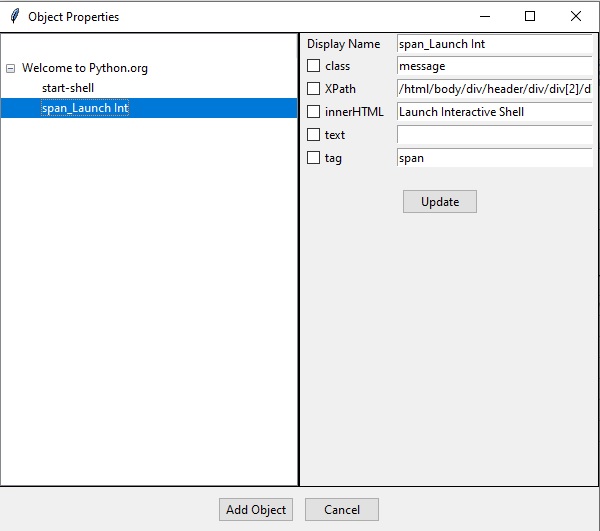 Object Properties
Welcome to Python.org
start-shell
span_Launch Int
Display Name span_Launch Int
class message
XPath /html/body/div/header/div/div[2]/d
innerHTML Launch Interactive Shell
text
tag span
Update
Add Object Cancel